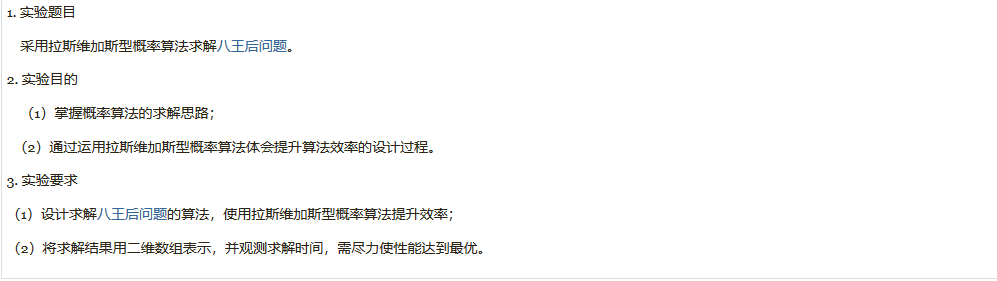 1. 实验题目
采用拉斯维加斯型概率算法求解八王后问题。
2. 实验目的
（1）掌握概率算法的求解思路；
（2）通过运用拉斯维加斯型概率算法体会提升算法效率的设计过程。
3. 实验要求
（1）设计求解八王后问题的算法，使用拉斯维加斯型概率算法提升效率；
（2）将求解结果用二维数组表示，并观测求解时间，需尽力使性能达到最优。